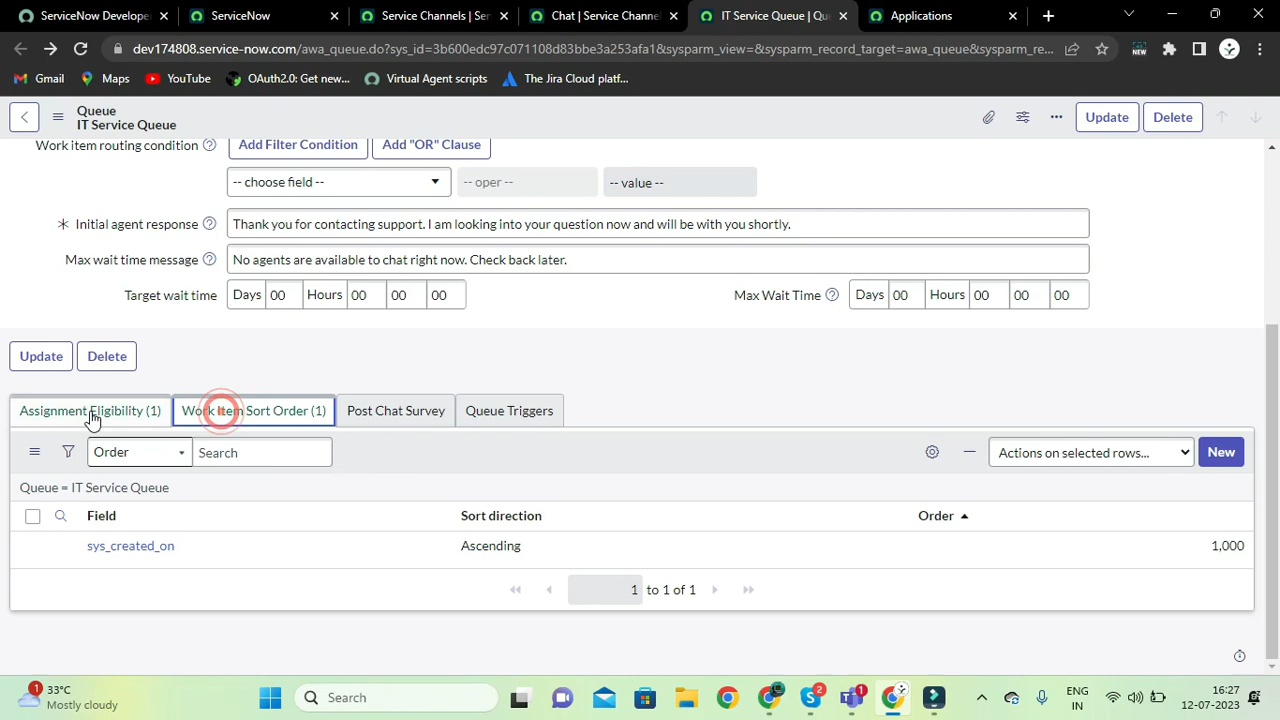 ServiceNow Develope
ServiceNow
Service Channels | Se
Chat | Service Channe
IT Service Queue | Qu
Applications
dev174808.service-now.com/awa_queue.do?sys_id=3b600edc97c071108d83bbe3a253afa1&sysparm_view=&sysparm_record_target=awa_queue&sysparm_re...
NEW
Gmail
Maps
YouTube
OAuth2.0: Get new...
Virtual Agent scripts
The Jira Cloud platf...
Queue
IT Service Queue
Update
Delete
Work item routing condition
Add Filter Condition
Add "OR" Clause
-- choose field --
-- oper --
-- value --
Initial agent response
Thank you for contacting support. I am looking into your question now and will be with you shortly.
Max wait time message
No agents are available to chat right now. Check back later.
Target wait time
Days 00 Hours 00 00 00
Max Wait Time
Days 00 Hours 00 00 00
Update
Delete
Assignment Eligibility (1)
Work Item Sort Order (1)
Post Chat Survey
Queue Triggers
Order
Search
Actions on selected rows...
New
Queue = IT Service Queue
Field
Sort direction
Order
sys_created_on
Ascending
1,000
1 to 1 of 1
1
33°C
Mostly cloudy
Search
2
1
ENG
IN
16:27
12-07-2023